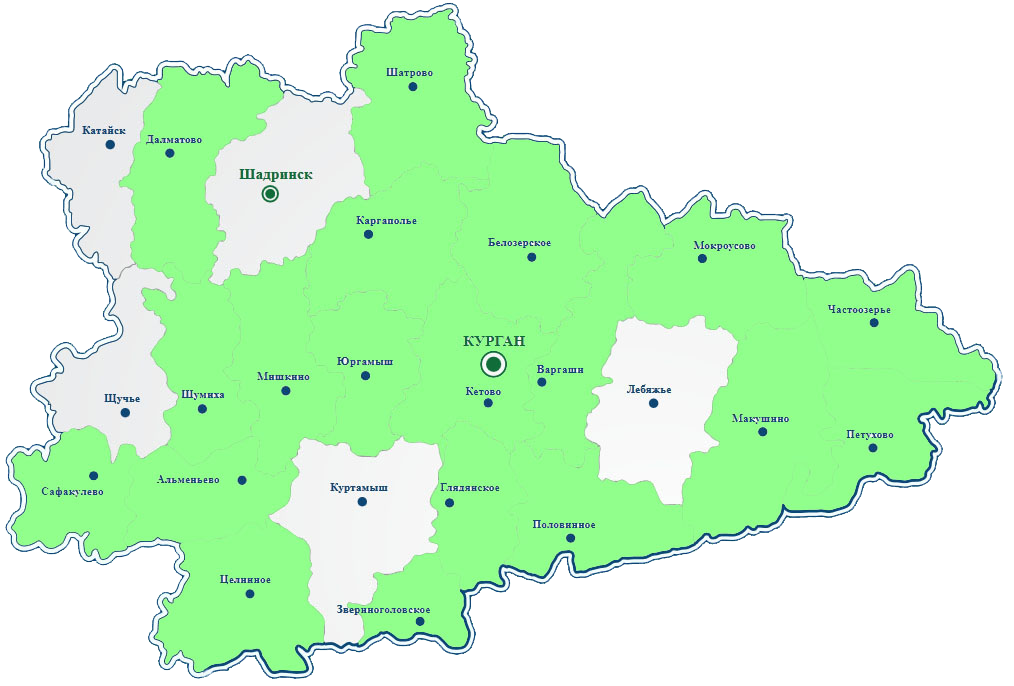 Шатрово
Катайск
Далматово
Шадринск
Каргаполье
Белозерское
Мокроусово
Частоозерье
КУРГАН
Юргамыш
Варгаши
Мишкино
Кетово
Лебяжье
Щучье
Шумиха
Макушино
Петухово
Альменьево
Сафакулево
Куртамыш
Глядянское
Половинное
Целинное
Звериноголовское